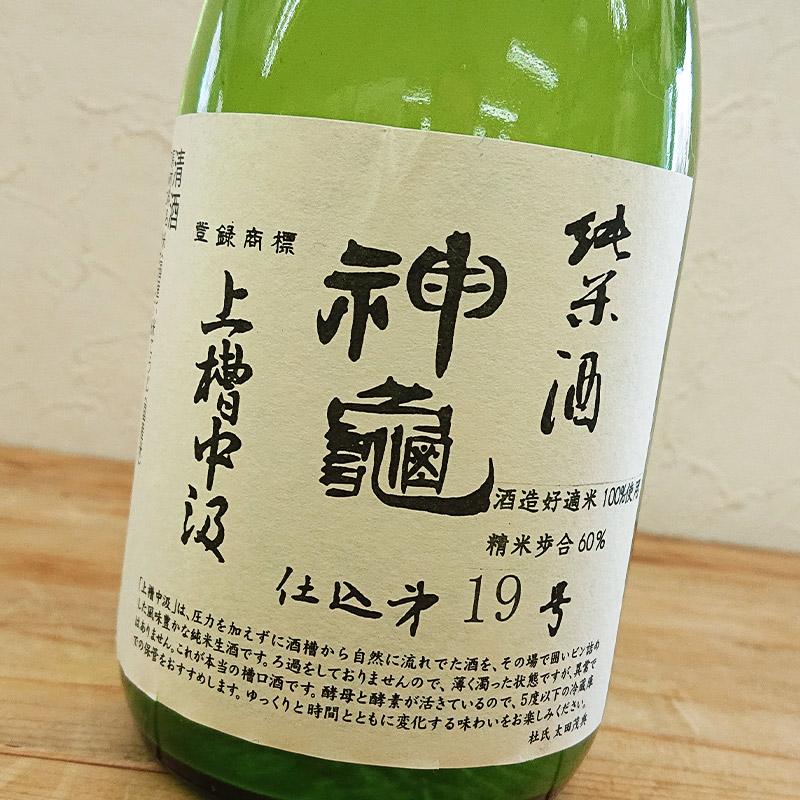 純米酒
神亀
登録商標
上槽中汲
清酒
酒造好適米100%使用
精米歩合60%
仕込み第19号
「上槽中汲」は、圧力を加えずに酒槽から自然に流れでた酒を、その場で囲いビン詰め
した風味豊かな純米生酒です。ろ過をしておりませんので、薄く濁った状態ですが、異常で
はありません。これが本当の槽口酒です。酵母と酵素が活きているので、5度以下の冷蔵庫
での保管をおすすめします。ゆっくりと時間とともに変化する味わいをお楽しみください。
杜氏 太田茂典